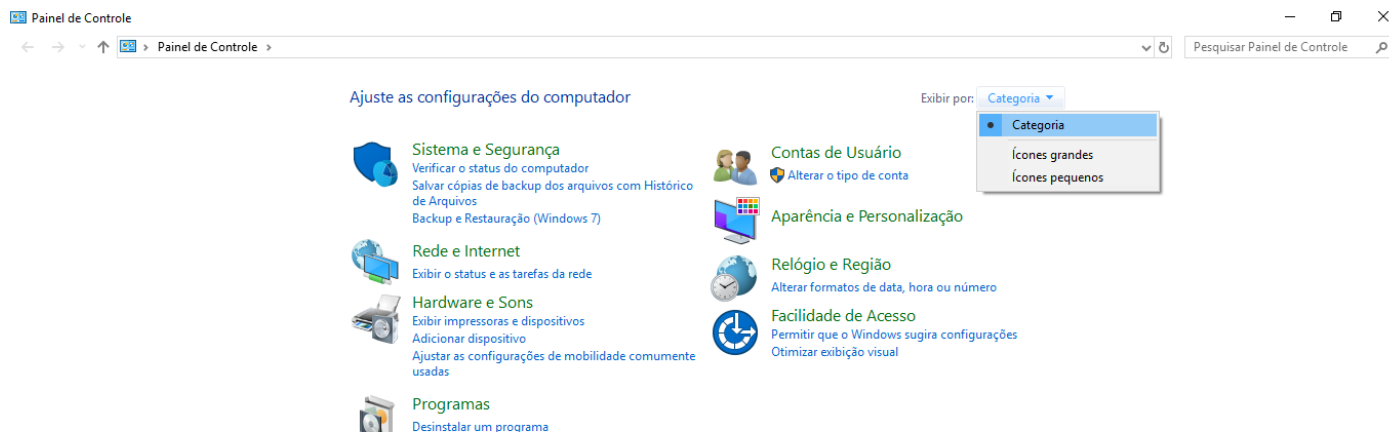 Painel de Controle
Painel de Controle
Pesquisar Painel de Controle
Ajuste as configurações do computador
Exibir por:
Categoria
Categoria
Ícones grandes
Ícones pequenos
Sistema e Segurança
Verificar o status do computador
Salvar cópias de backup dos arquivos com Histórico
de Arquivos
Backup e Restauração (Windows 7)
Rede e Internet
Exibir o status e as tarefas da rede
Hardware e Sons
Exibir impressoras e dispositivos
Adicionar dispositivo
Ajustar as configurações de mobilidade comumente
usadas
Programas
Desinstalar um programa
Contas de Usuário
Alterar o tipo de conta
Aparência e Personalização
Relógio e Região
Alterar formatos de data, hora ou número
Facilidade de Acesso
Permitir que o Windows sugira configurações
Otimizar exibição visual